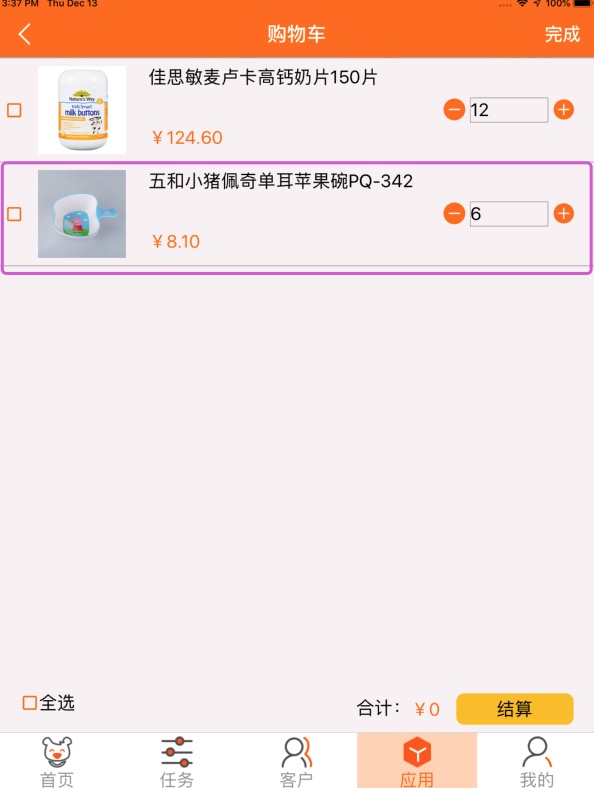 3:37 PM Thu Dec 13 100%
购物车
完成
佳思敏麦卢卡高钙奶片150片
Nature's Way
Kids Smart
milk buttons
12
￥124.60
五和小猪佩奇单耳苹果碗PQ-342
6
￥8.10
全选
合计：￥0
结算
首页
任务
客户
应用
我的